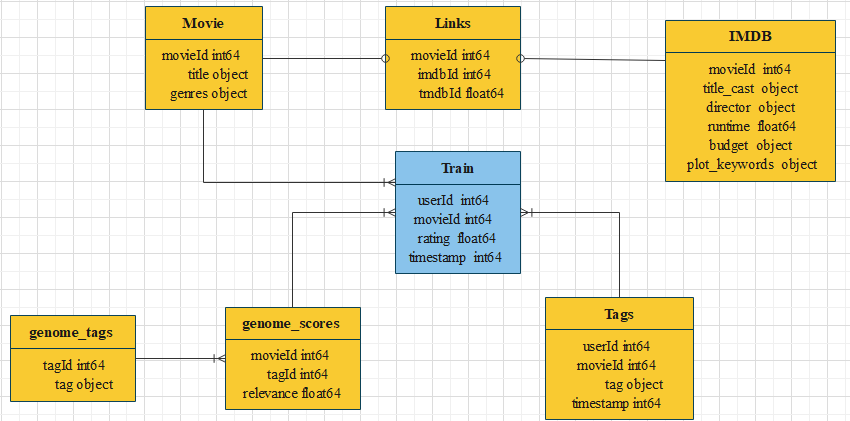 Movie
movieId int64
title object
genres object
Links
movieId int64
imdbId int64
tmdbId float64
IMDB
movieId int64
title_cast object
director object
runtime float64
budget object
plot_keywords object
Train
userId int64
movieId int64
rating float64
timestamp int64
genome_tags
tagId int64
tag object
genome_scores
movieId int64
tagId int64
relevance float64
Tags
userId int64
movieId int64
tag object
timestamp int64